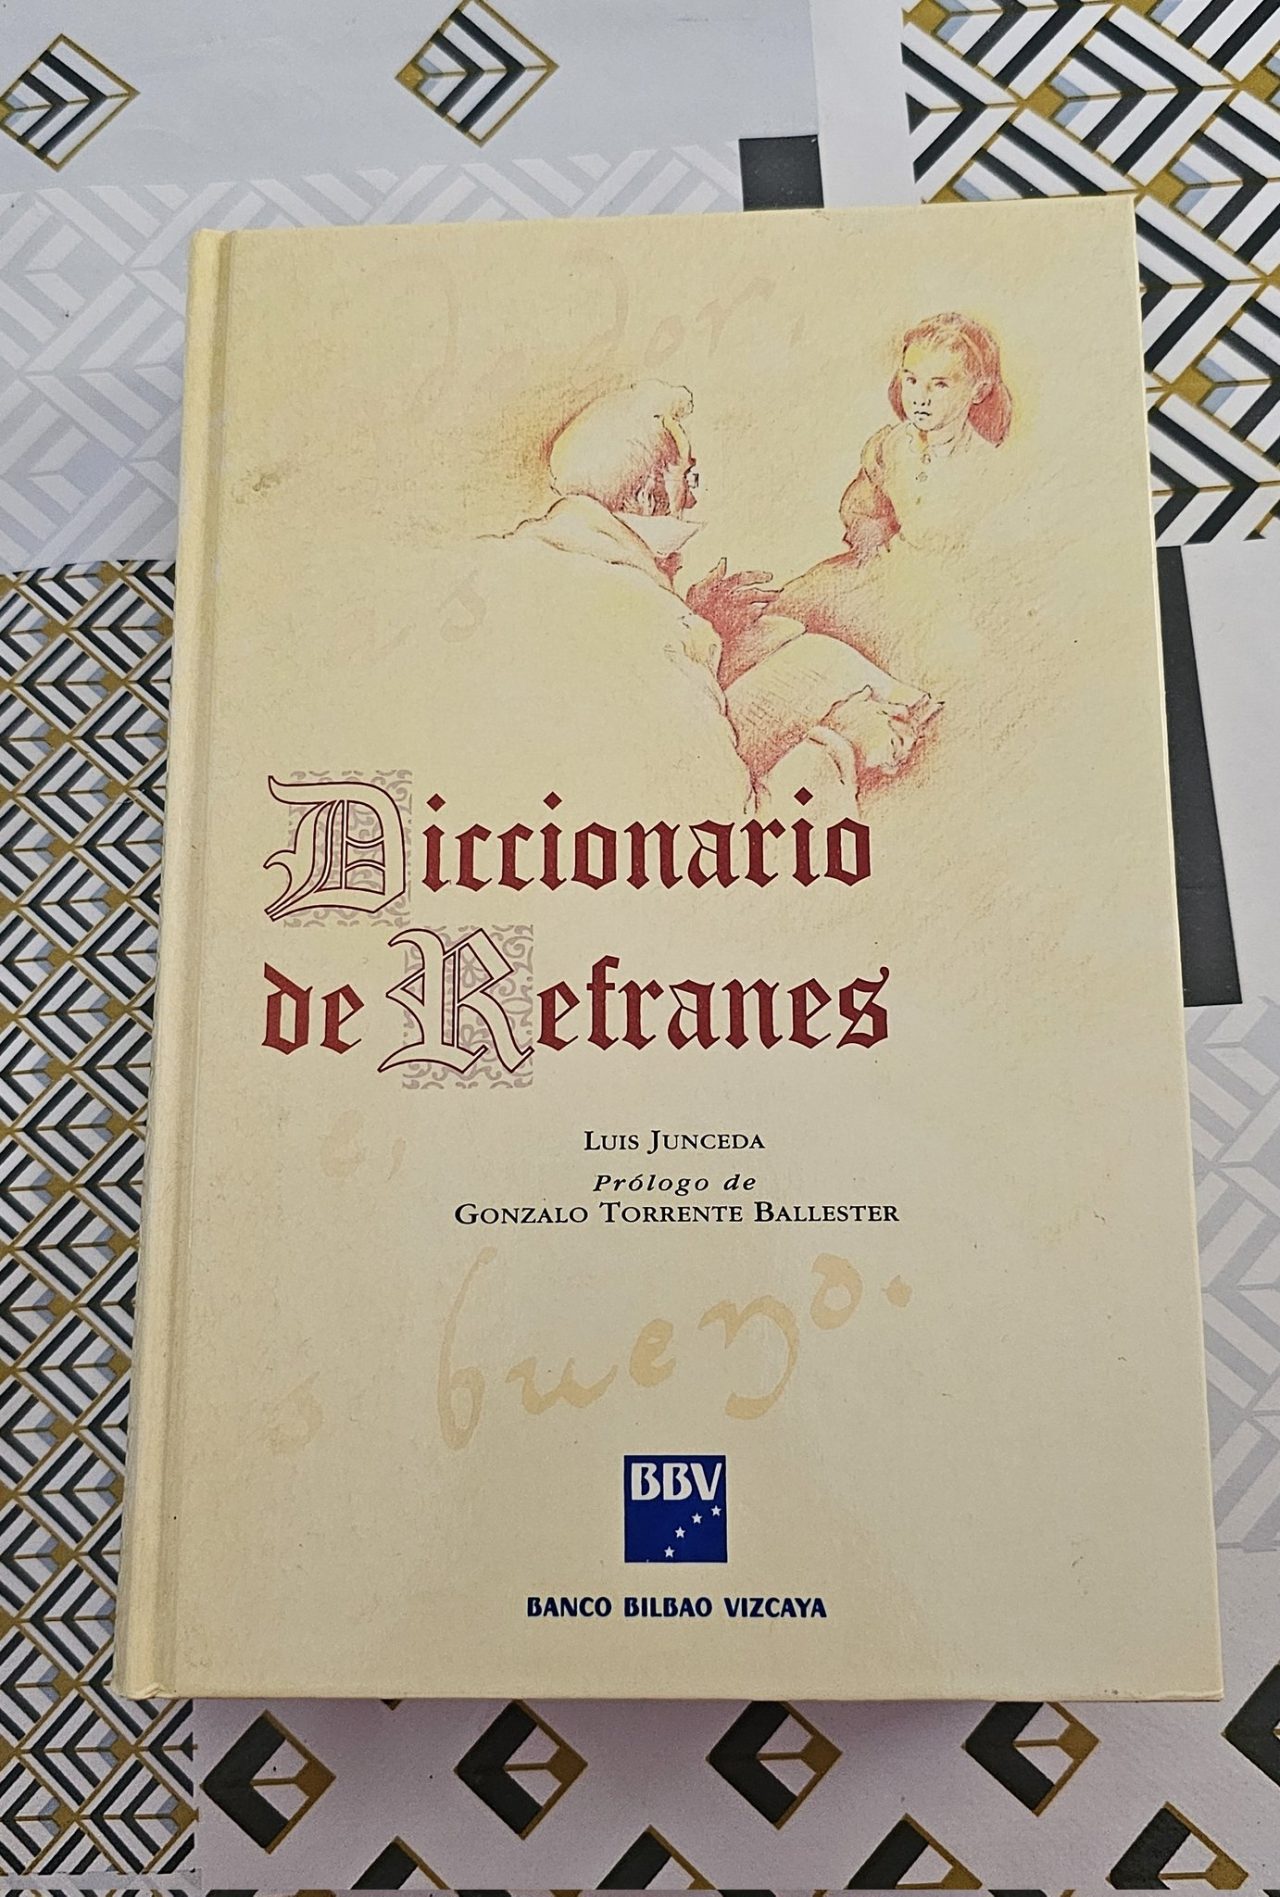 Diccionario
de Refranes
LUIS JUNCEDA
Prólogo de
GONZALO TORRENTE BALLESTER
bueno.
BBV
BANCO BILBAO VIZCAYA